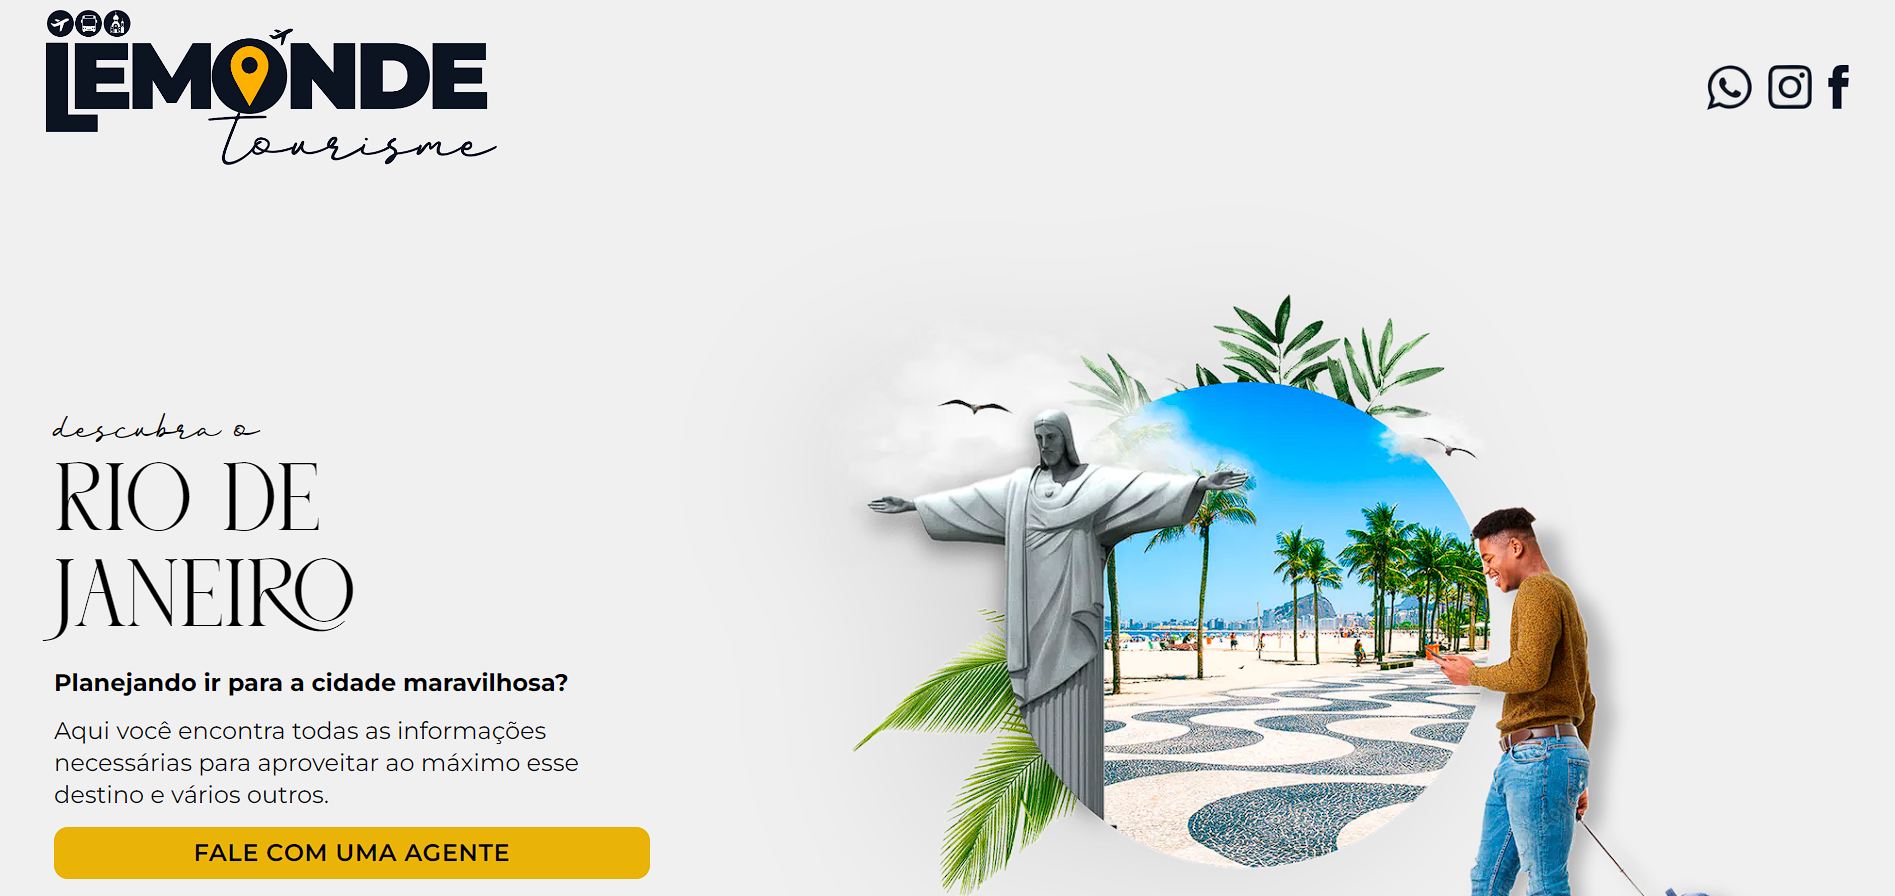 LEMONDE
tourisme
descubra o
RIO DE
JANEIRO
Planejando ir para a cidade maravilhosa?
Aqui você encontra todas as informações
necessárias para aproveitar ao máximo esse
destino e vários outros.
FALE COM UMA AGENTE